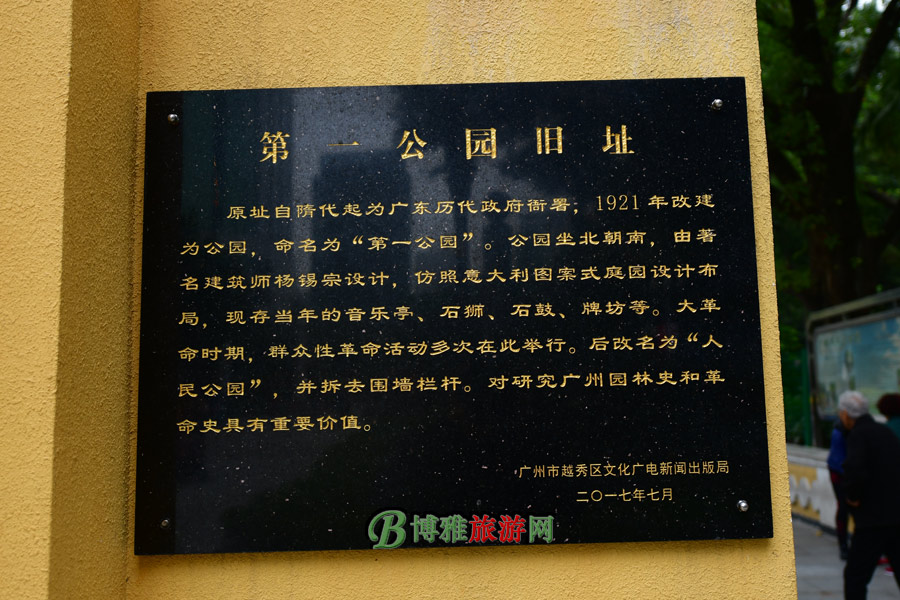 第一公园旧址
原址自隋代起为广东历代政府衙署，1921年改建
为公园，命名为“第一公园”。公园坐北朝南，由著
名建筑师杨锡宗设计，仿照意大利图案式庭园设计布
局，现存当年的音乐亭、石狮、石鼓、牌坊等。大革
命时期，群众性革命活动多次在此举行。后改名为“人
民公园”，并拆去围墙栏杆。对研究广州园林史和革
命史具有重要价值。
广州市越秀区文化广电新闻出版局
二〇一七年七月
B博雅旅游网